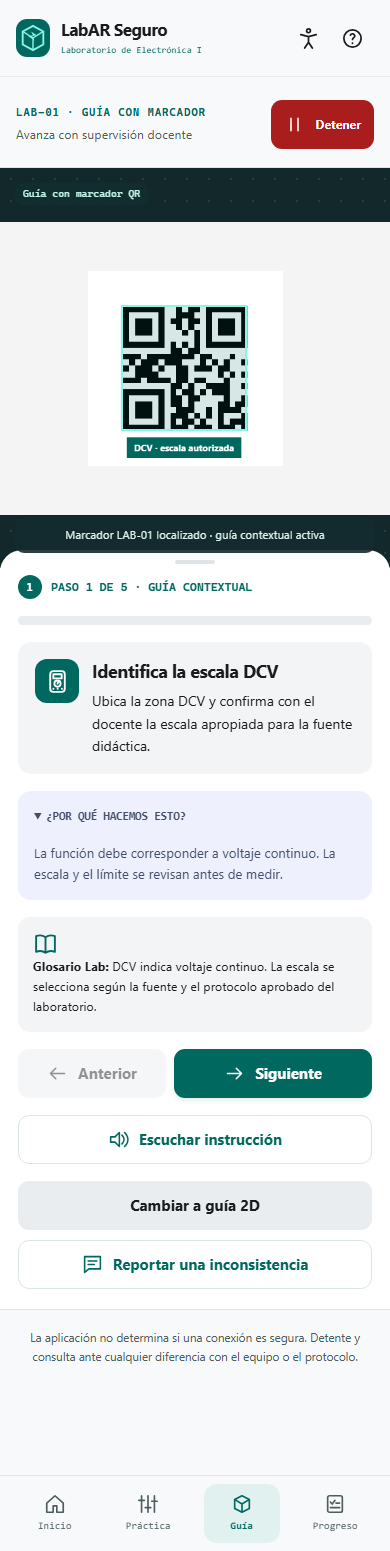 LabAR Seguro
Laboratorio de Electrónica I
LAB-01 · GUÍA CON MARCADOR
Avanza con supervisión docente
Detener
Guía con marcador QR
DCV · escala autorizada
Marcador LAB-01 localizado · guía contextual activa
1 PASO 1 DE 5 · GUÍA CONTEXTUAL
Identifica la escala DCV
Ubica la zona DCV y confirma con el
docente la escala apropiada para la fuente
didáctica.
¿POR QUÉ HACEMOS ESTO?
La función debe corresponder a voltaje continuo. La
escala y el límite se revisan antes de medir.
Glosario Lab: DCV indica voltaje continuo. La escala se
selecciona según la fuente y el protocolo aprobado del
laboratorio.
Anterior
Siguiente
Escuchar instrucción
Cambiar a guía 2D
Reportar una inconsistencia
La aplicación no determina si una conexión es segura. Detente y
consulta ante cualquier diferencia con el equipo o el protocolo.
Inicio
Práctica
Guía
Progreso